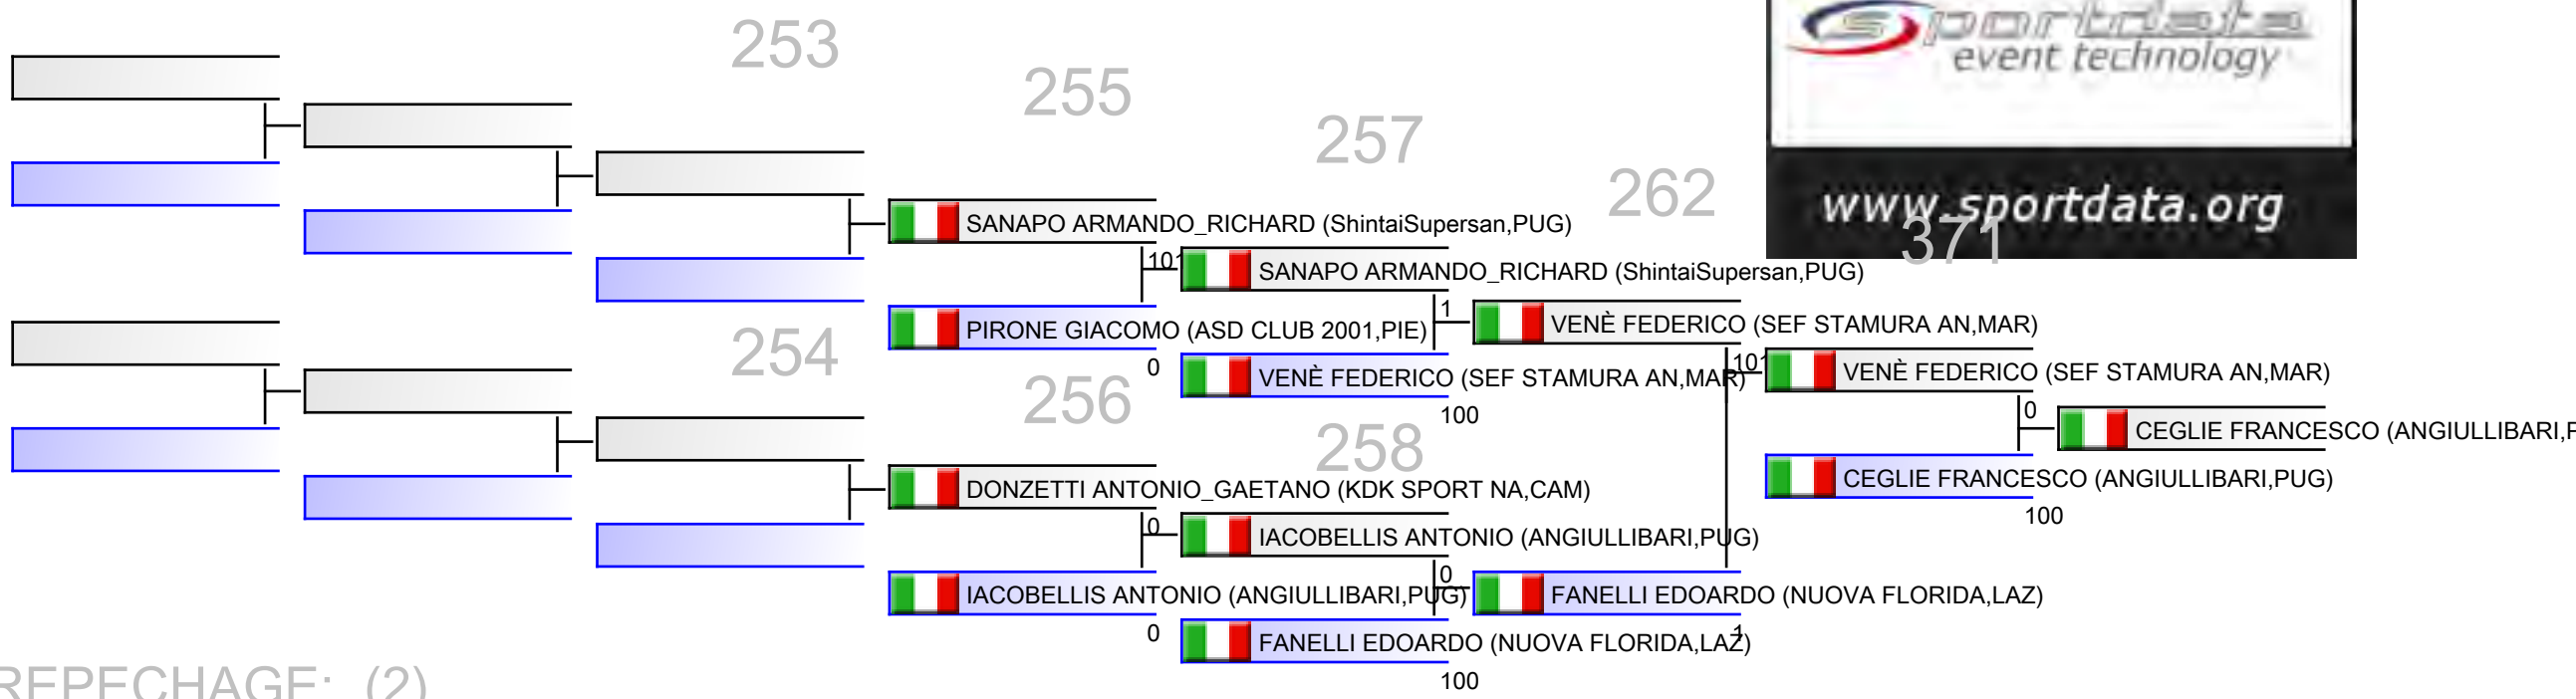 sportdata
event technology
www.sportdata.org
253
255
257
262
371
SANAPO ARMANDO_RICHARD (ShintaiSupersan,PUG)
101
SANAPO ARMANDO_RICHARD (ShintaiSupersan,PUG)
PIRONE GIACOMO (ASD CLUB 2001,PIE)
0
1
VENÈ FEDERICO (SEF STAMURA AN,MAR)
VENÈ FEDERICO (SEF STAMURA AN,MAR)
100
101
VENÈ FEDERICO (SEF STAMURA AN,MAR)
0
CEGLIE FRANCESCO (ANGIULLIBARI,
CEGLIE FRANCESCO (ANGIULLIBARI,PUG)
100
254
256
258
DONZETTI ANTONIO_GAETANO (KDK SPORT NA,CAM)
0
IACOBELLIS ANTONIO (ANGIULLIBARI,PUG)
IACOBELLIS ANTONIO (ANGIULLIBARI,PUG)
0
0
FANELLI EDOARDO (NUOVA FLORIDA,LAZ)
1
FANELLI EDOARDO (NUOVA FLORIDA,LAZ)
100
REPECHAGE: (2)